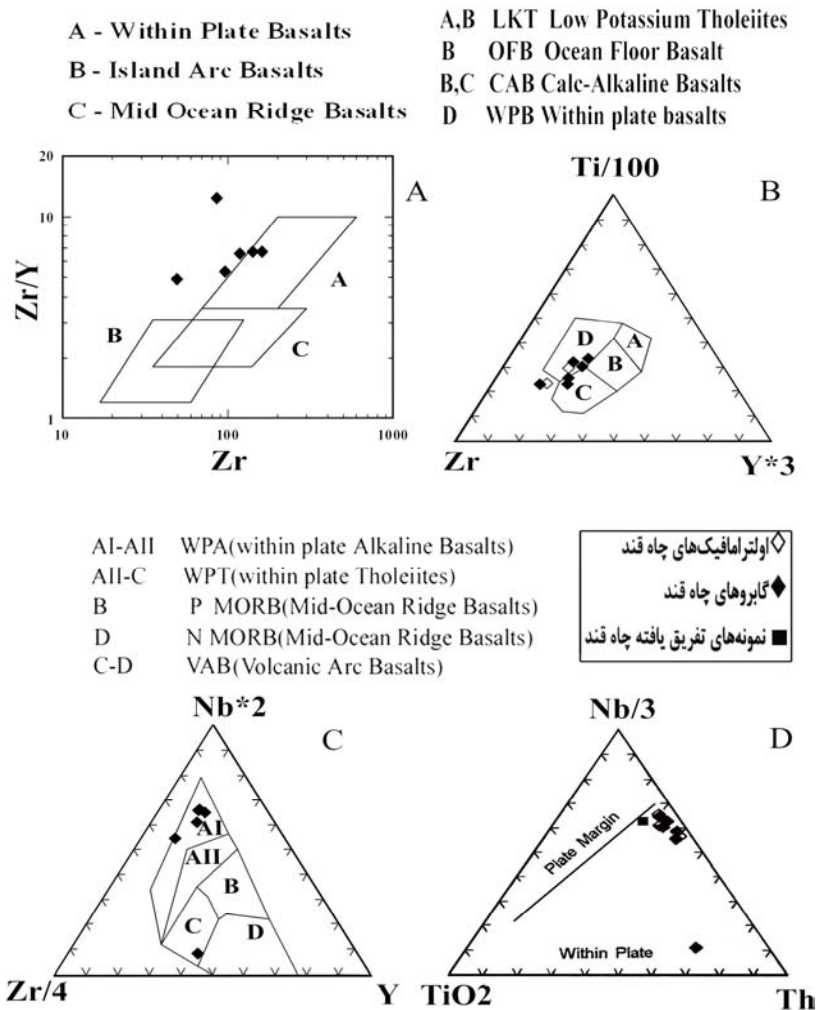 A - Within Plate Basalts
B - Island Arc Basalts
C - Mid Ocean Ridge Basalts
A,B LKT Low Potassium Tholeiites
B OFB Ocean Floor Basalt
B,C CAB Calc-Alkaline Basalts
D WPB Within plate basalts
20
10
1
Zr/Y
A
A
B
C
10 100 1000
Zr
Ti/100
B
D
A
B
C
Zr
Y*3
AI-AII WPA(within plate Alkaline Basalts)
AII-C WPT(within plate Tholeiites)
B P MORB(Mid-Ocean Ridge Basalts)
D N MORB(Mid-Ocean Ridge Basalts)
C-D VAB(Volcanic Arc Basalts)
اولترامافیک‌های چاه قند
گابروهای چاه قند
نمونه‌های تفریق یافته چاه قند
Nb*2
C
AI
AII
B
C
D
Zr/4
Y
Nb/3
D
Plate Margin
Within Plate
TiO2
Th